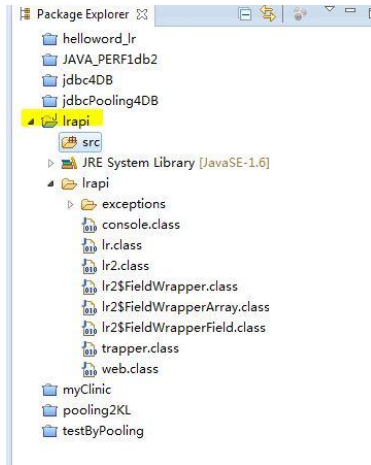 Package Explorer
helloword_lr
JAVA_PERF1db2
jdbc4DB
jdbcPooling4DB
lrapi
src
JRE System Library [JavaSE-1.6]
lrapi
exceptions
console.class
lr.class
lr2.class
lr2$FieldWrapper.class
lr2$FieldWrapperArray.class
lr2$FieldWrapperField.class
trapper.class
web.class
myClinic
pooling2KL
testByPooling